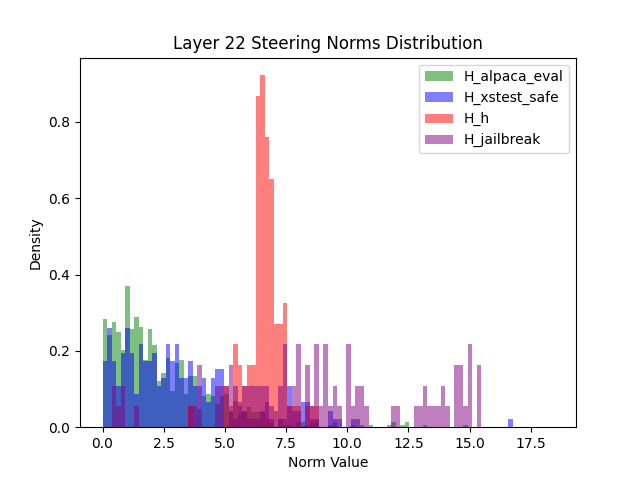 Layer 22 Steering Norms Distribution
H_alpaca_eval
H_xstest_safe
H_h
H_jailbreak
0.8
0.6
0.4
0.2
0.0
Density
0.0 2.5 5.0 7.5 10.0 12.5 15.0 17.5
Norm Value